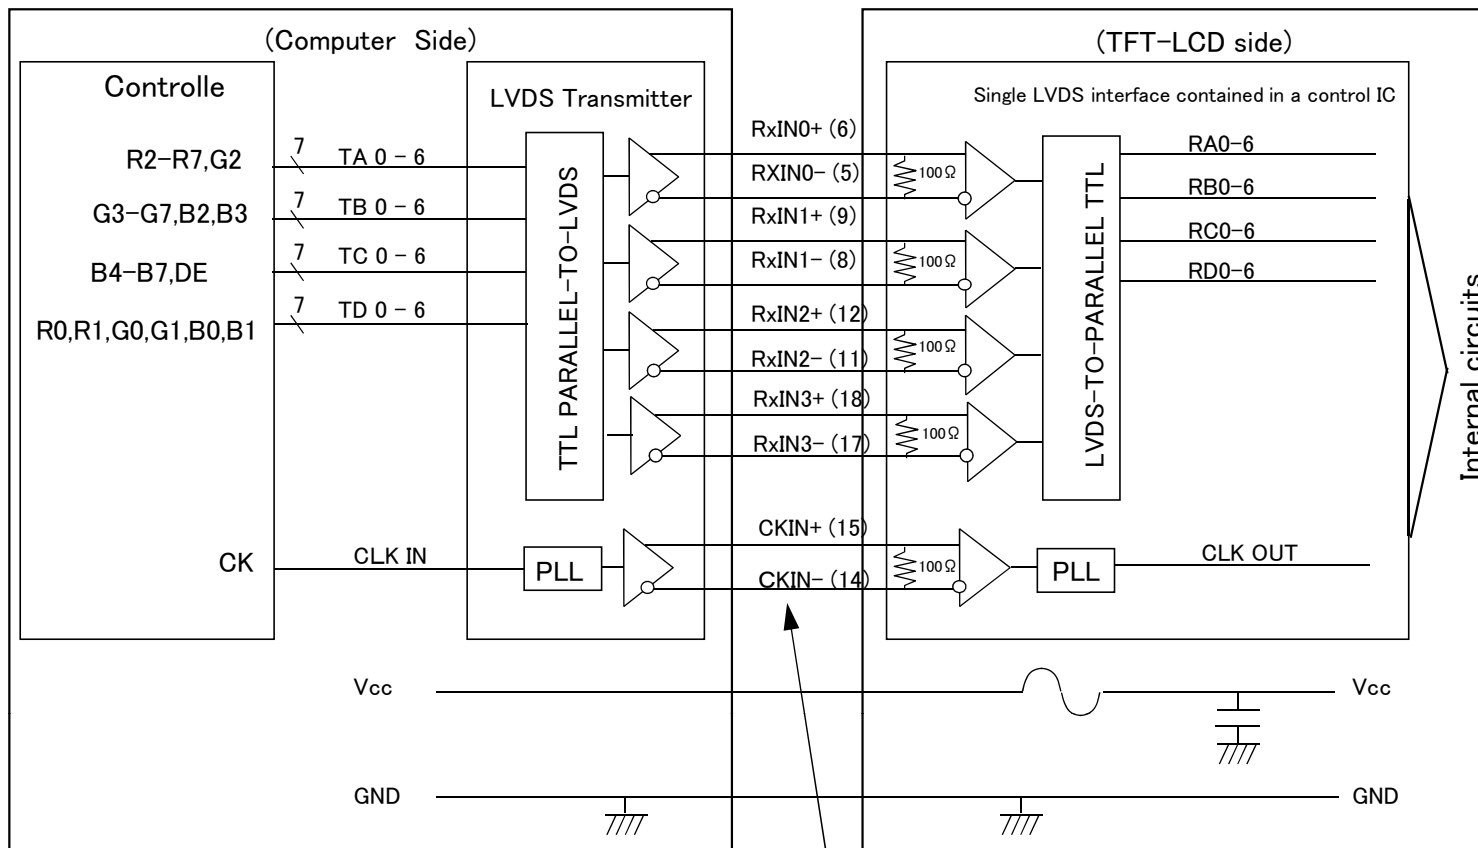 (Computer Side)
(TFT-LCD side)
Controlle
LVDS Transmitter
Single LVDS interface contained in a control IC
R2-R7,G2
7
TA 0 - 6
G3-G7,B2,B3
7
TB 0 - 6
B4-B7,DE
7
TC 0 - 6
R0,R1,G0,G1,B0,B1
7
TD 0 - 6
TTL PARALLEL-TO-LVDS
RxIN0+ (6)
RXIN0- (5)
RxIN1+ (9)
RxIN1- (8)
RxIN2+ (12)
RxIN2- (11)
RxIN3+ (18)
RxIN3- (17)
100Ω
100Ω
100Ω
100Ω
LVDS-TO-PARALLEL TTL
RA0-6
RB0-6
RC0-6
RD0-6
Internal circuits
CK
CLK IN
PLL
CKIN+ (15)
CKIN- (14)
100Ω
PLL
CLK OUT
Vcc
Vcc
GND
GND